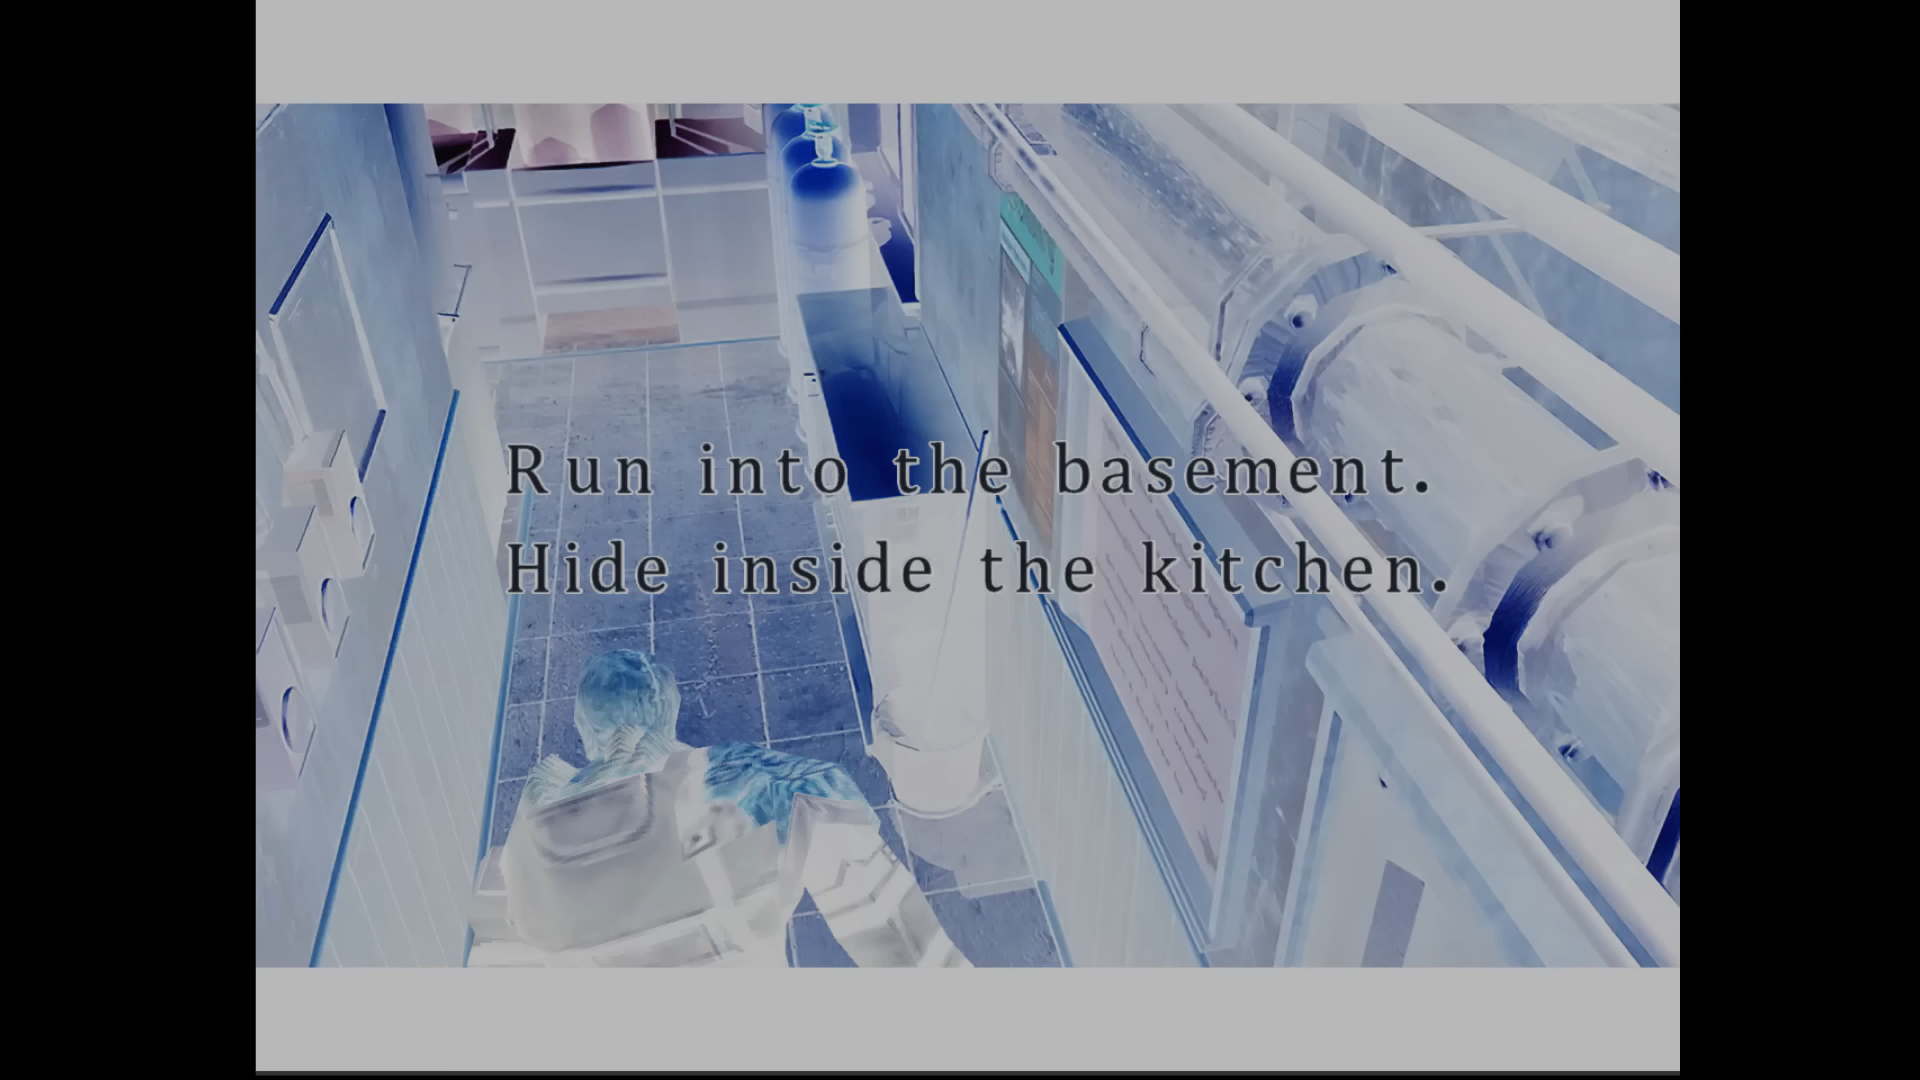 Run into the basement.
Hide inside the kitchen.